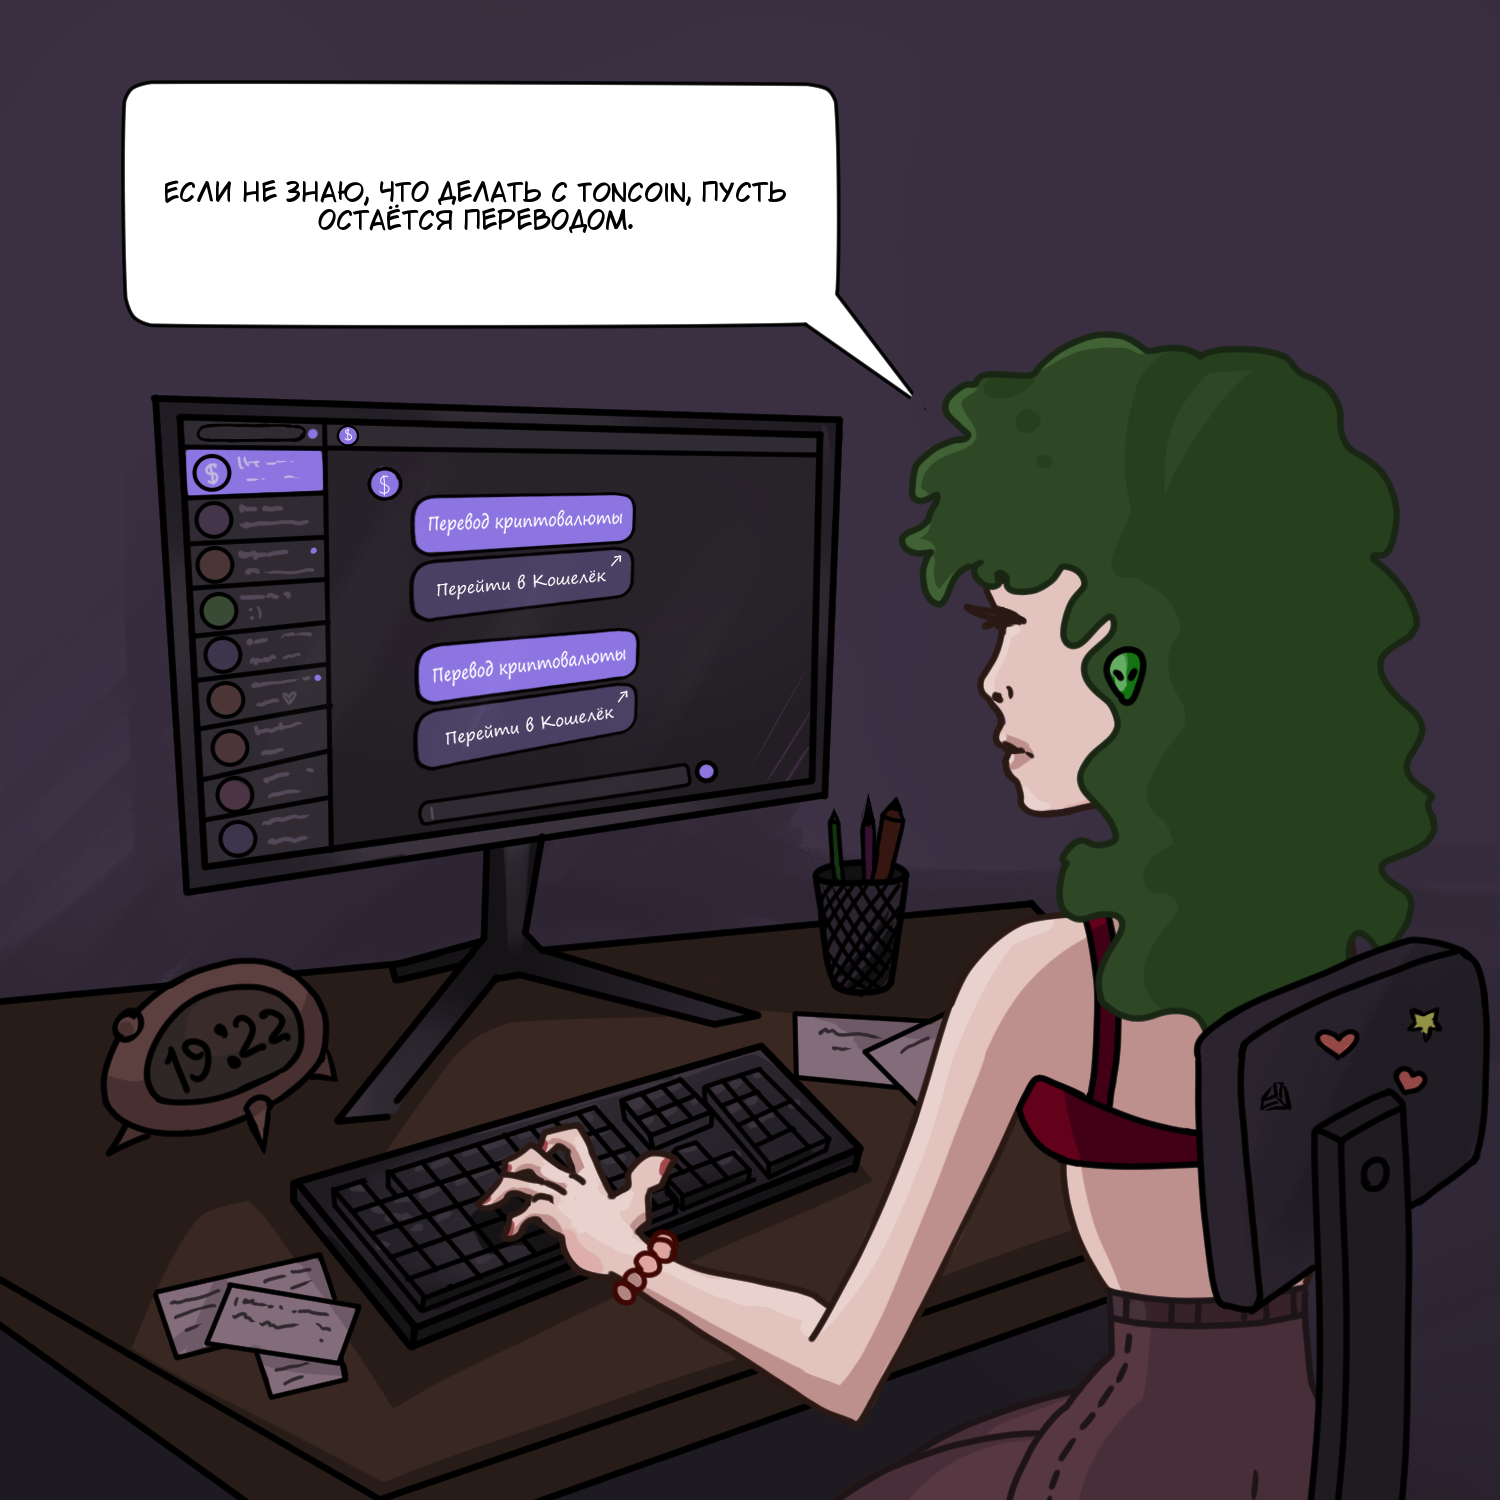 ЕСЛИ НЕ ЗНАЮ, ЧТО ДЕЛАТЬ С TONCOIN, ПУСТЬ
ОСТАЁТСЯ ПЕРЕВОДОМ.
$
$
$
Перевод криптовалюты
Перейти в Кошелёк
:)
Перевод криптовалюты
Перейти в Кошелёк
19:22